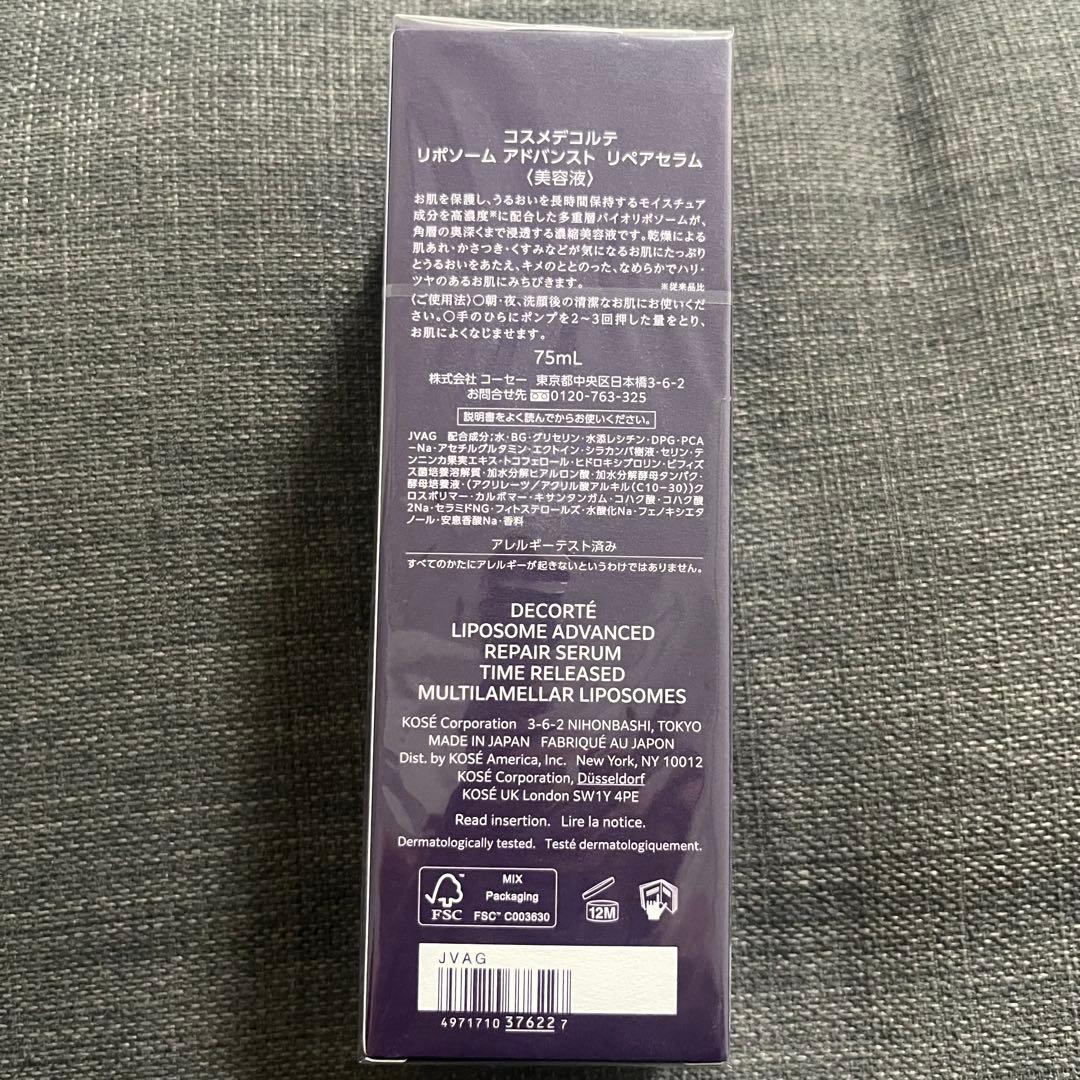 コスメデコルテ
リポソーム アドバンスト リペアセラム
〈美容液〉
お肌を保護し、うるおいを長時間保持するモイスチュア
成分を高濃度※に配合した多重層バイオリポソームが、
角層の奥深くまで浸透する濃縮美容液です。乾燥による
肌あれ・かさつき・くすみなどが気になるお肌にたっぷり
とうるおいをあたえ、キメのととのった、なめらかでハリ・
ツヤのあるお肌にみちびきます。 ※従来品比
〈ご使用法〉〇朝・夜、洗顔後の清潔なお肌にお使いくだ
さい。〇手のひらにポンプを2〜3回押した量をとり、
お肌によくなじませます。
75mL
株式会社 コーセー 東京都中央区日本橋3-6-2
お問合せ先 0120-763-325
説明書をよく読んでからお使いください。
JVAG 配合成分：水・BG・グリセリン・水添レシチン・DPG・PCA
-Na・アセチルグルタミン・エクトイン・シラカンバ樹液・セリン・テ
ンニンカ果実エキス・トコフェロール・ヒドロキシプロリン・ビフィズ
ス菌培養溶解質・加水分解ヒアルロン酸・加水分解酵母タンパク・
酵母培養液・（アクリレーツ/アクリル酸アルキル（C10-30））ク
ロスポリマー・カルボマー・キサンタンガム・コハク酸・コハク酸
2Na・セラミドNG・フィトステロールズ・水酸化Na・フェノキシエタ
ノール・安息香酸Na・香料
アレルギーテスト済み
すべてのかたにアレルギーが起きないというわけではありません。
DECORTÉ
LIPOSOME ADVANCED
REPAIR SERUM
TIME RELEASED
MULTILAMELLAR LIPOSOMES
KOSÉ Corporation 3-6-2 NIHONBASHI, TOKYO
MADE IN JAPAN FABRIQUÉ AU JAPON
Dist. by KOSÉ America, Inc. New York, NY 10012
KOSÉ Corporation, Düsseldorf
KOSÉ UK London SW1Y 4PE
Read insertion. Lire la notice.
Dermatologically tested. Testé dermatologiquement.
FSC
MIX
Packaging
FSC™ C003630
12M
JVAG
4971710 37622 7